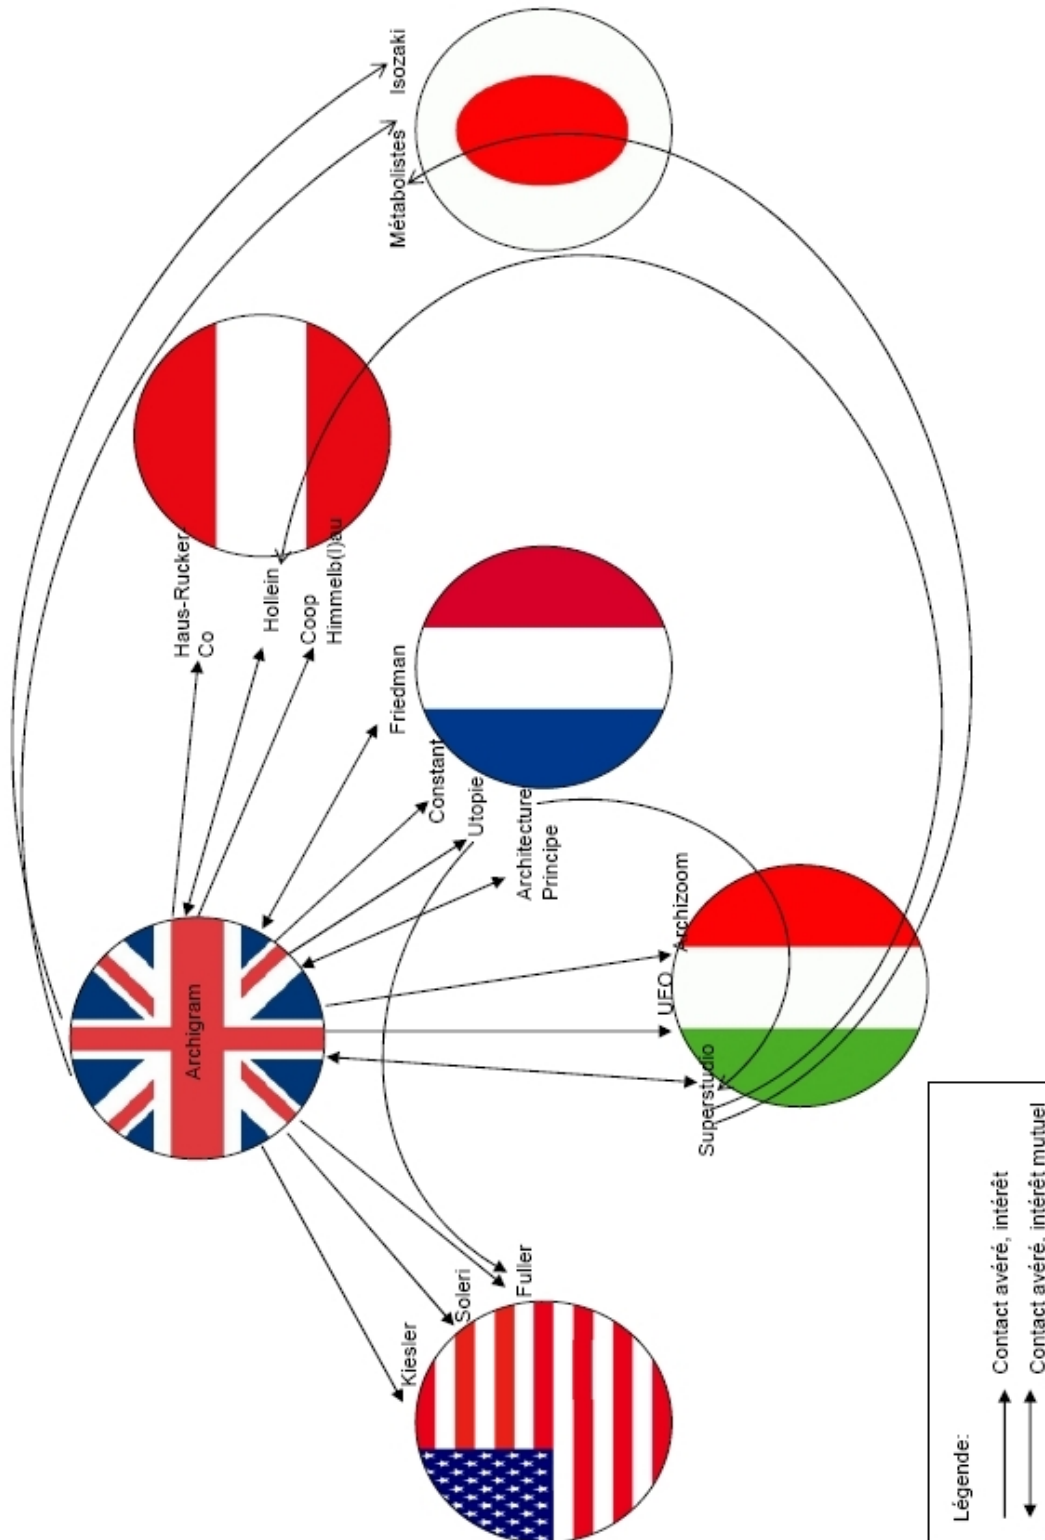 Isozaki
Métabolistes
Haus-Rucker-
Co
Hollein
Coop
Himmelb(l)au
Friedman
Constant
Utopie
Architecture
Principe
Archigram
Archizoom
UFO
Superstudio
Kiesler
Soleri
Fuller
Légende:
Contact avéré, intérêt
Contact avéré, intérêt mutuel